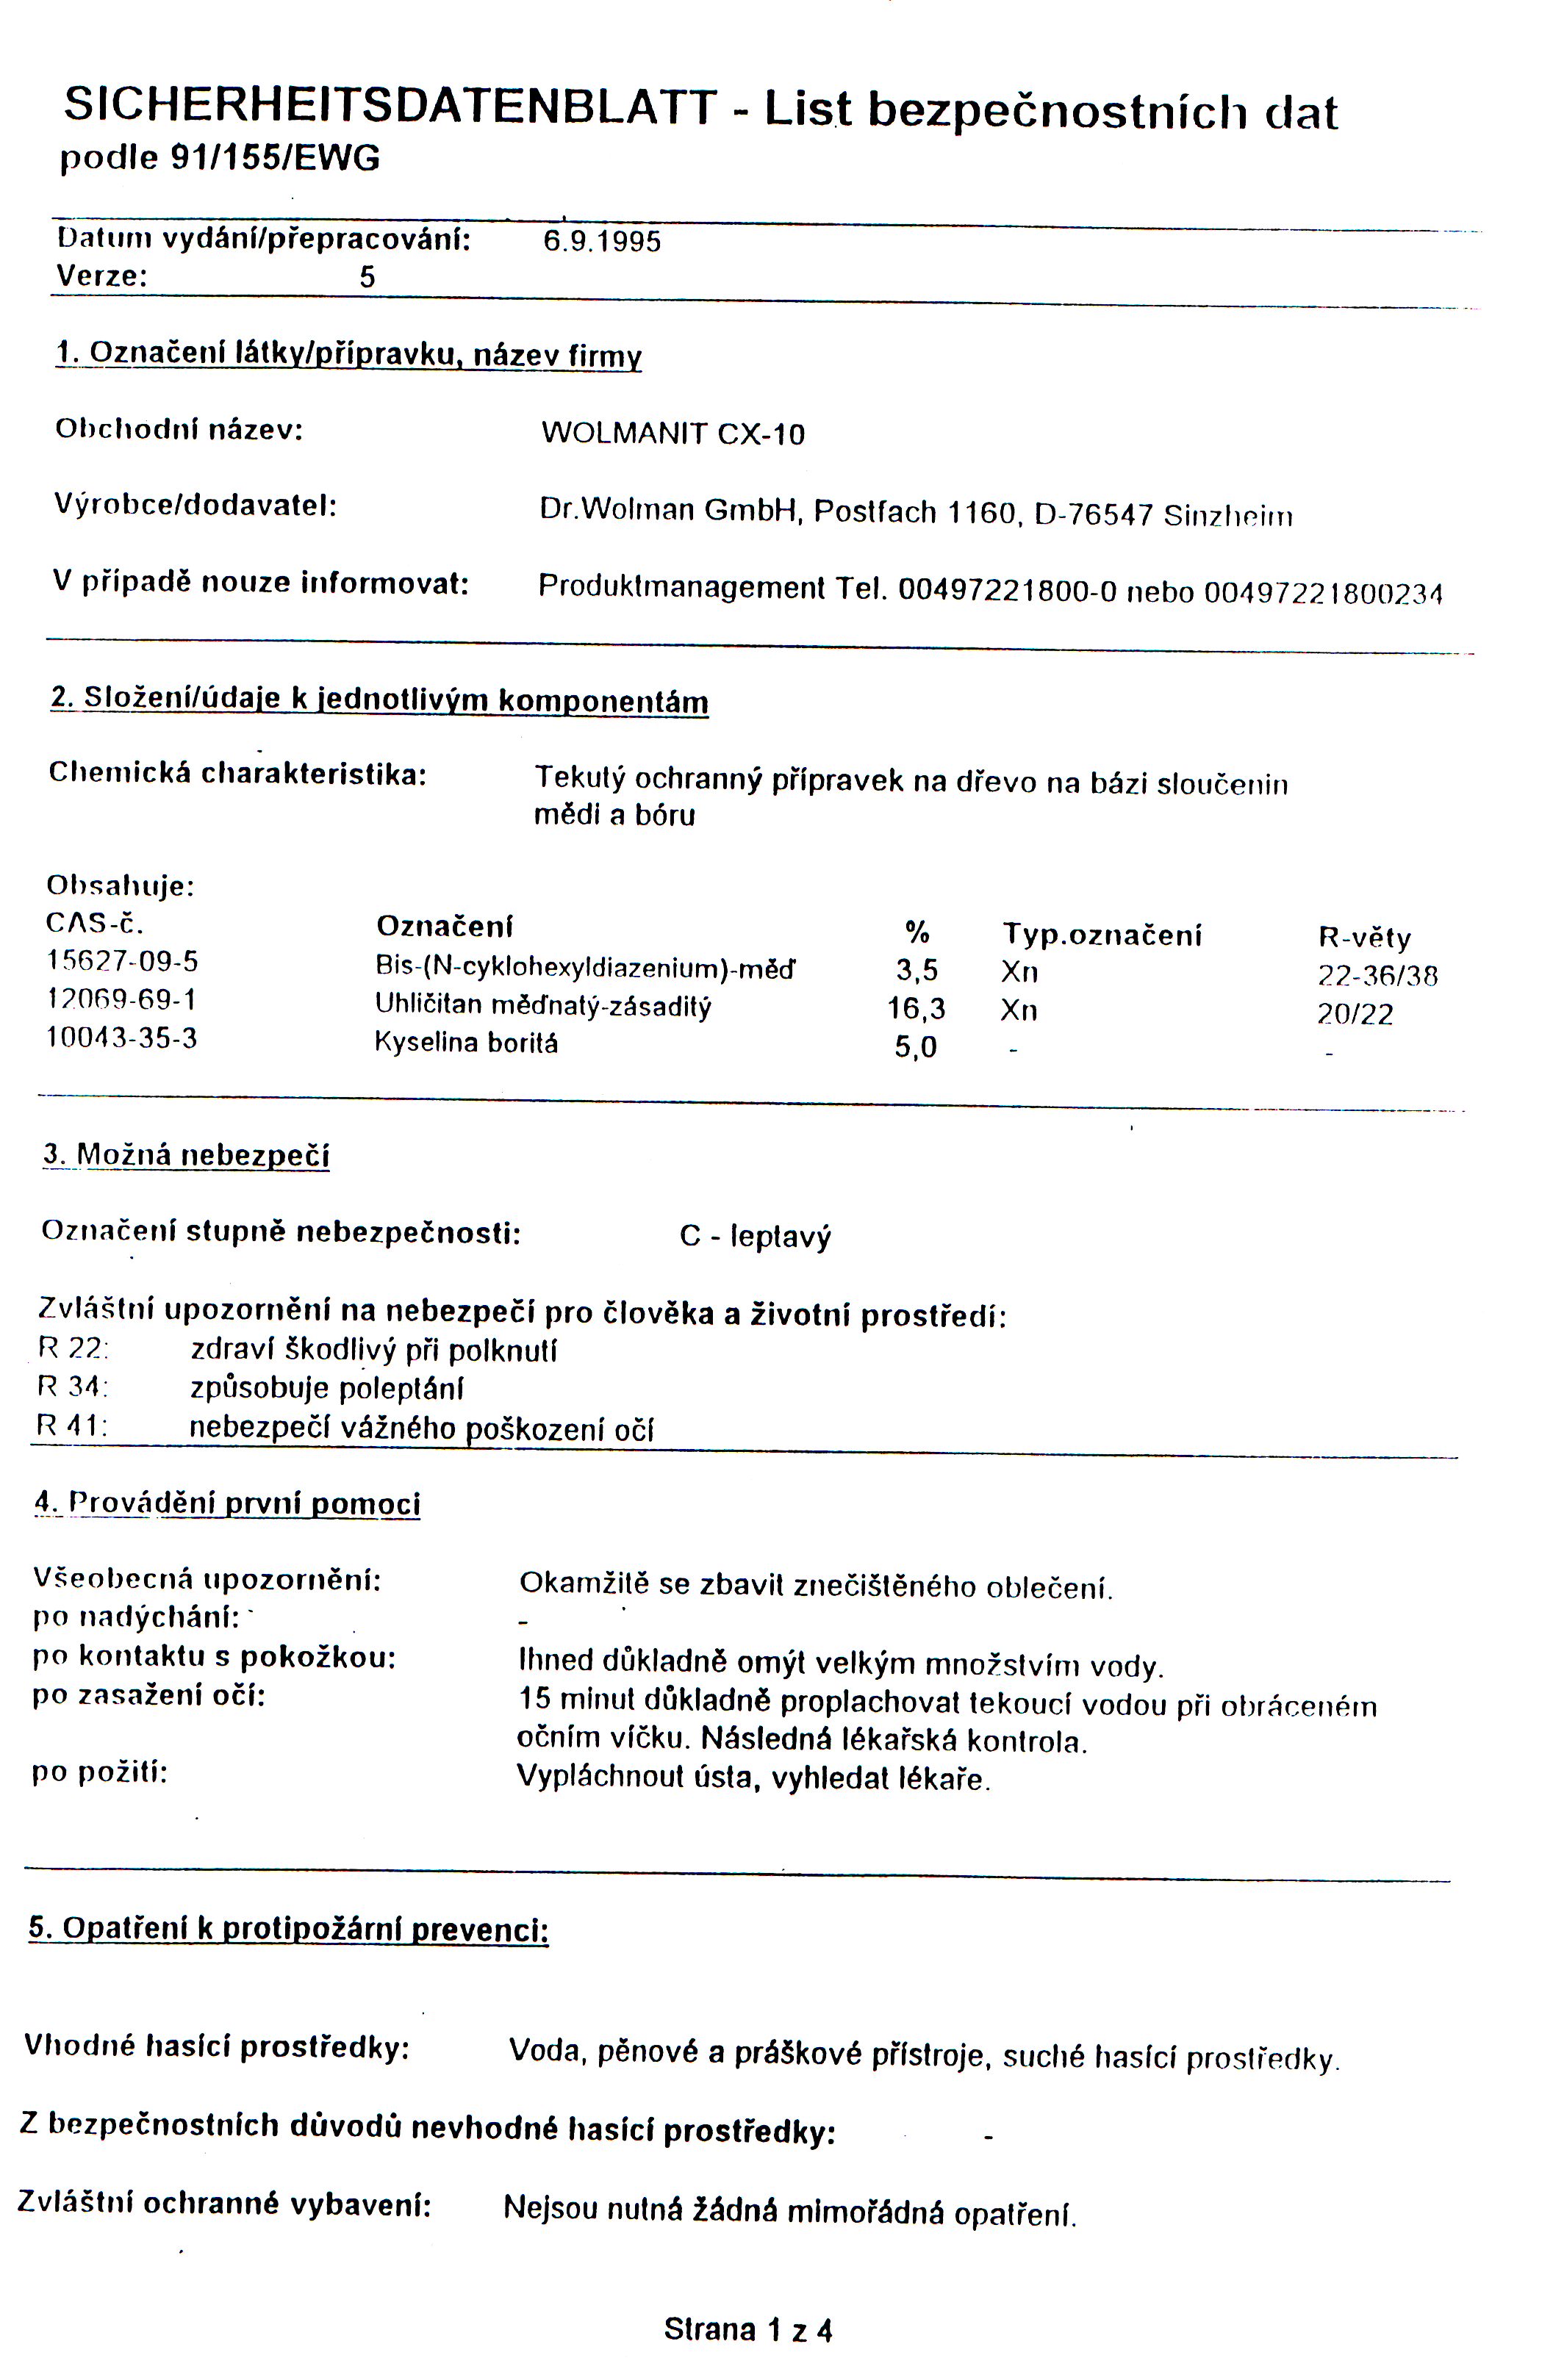 SICHERHEITSDATENBLATT - List bezpečnostních dat
podle 91/155/EWG
Datum vydání/přepracování: 6.9.1995
Verze: 5
1. Označení látky/přípravku, název firmy
Obchodní název: WOLMANIT CX-10
Výrobce/dodavatel: Dr.Wolman GmbH, Postfach 1160, D-76547 Sinzheim
V případě nouze informovat: Produktmanagement Tel. 00497221800-0 nebo 00497221800234
2. Složení/údaje k jednotlivým komponentám
Chemická charakteristika: Tekutý ochranný přípravek na dřevo na bázi sloučenin
mědi a bóru
Obsahuje:
CAS-č. Označení % Typ.označení R-věty
15627-09-5 Bis-(N-cyklohexyldiazenium)-měď 3,5 Xn 22-36/38
12069-69-1 Uhličitan měďnatý-zásaditý 16,3 Xn 20/22
10043-35-3 Kyselina boritá 5,0 - -
3. Možná nebezpečí
Označení stupně nebezpečnosti: C - leptavý
Zvláštní upozornění na nebezpečí pro člověka a životní prostředí:
R 22: zdraví škodlivý při polknutí
R 34: způsobuje poleptání
R 41: nebezpečí vážného poškození očí
4. Provádění první pomoci
Všeobecná upozornění: Okamžitě se zbavit znečištěného oblečení.
po nadýchání: -
po kontaktu s pokožkou: Ihned důkladně omýt velkým množstvím vody.
po zasažení očí: 15 minut důkladně proplachovat tekoucí vodou při obráceném
očním víčku. Následná lékařská kontrola.
po požití: Vypláchnout ústa, vyhledat lékaře.
5. Opatření k protipožární prevenci:
Vhodné hasící prostředky: Voda, pěnové a práškové přístroje, suché hasící prostředky.
Z bezpečnostních důvodů nevhodné hasící prostředky: -
Zvláštní ochranné vybavení: Nejsou nutná žádná mimořádná opatření.
Strana 1 z 4